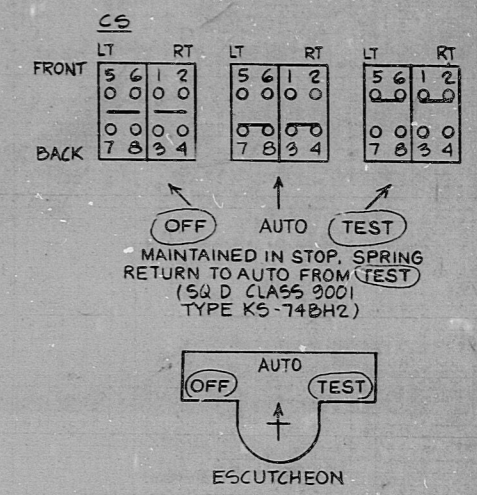 CS
LT RT LT RT LT RT
FRONT 5 6 1 2 5 6 1 2 5 6 1 2
BACK 7 8 3 4 7 8 3 4 7 8 3 4
OFF AUTO TEST
MAINTAINED IN STOP, SPRING
RETURN TO AUTO FROM TEST
(SQ D CLASS 9001
TYPE KS-74BH2)
AUTO
OFF TEST
ESCUTCHEON